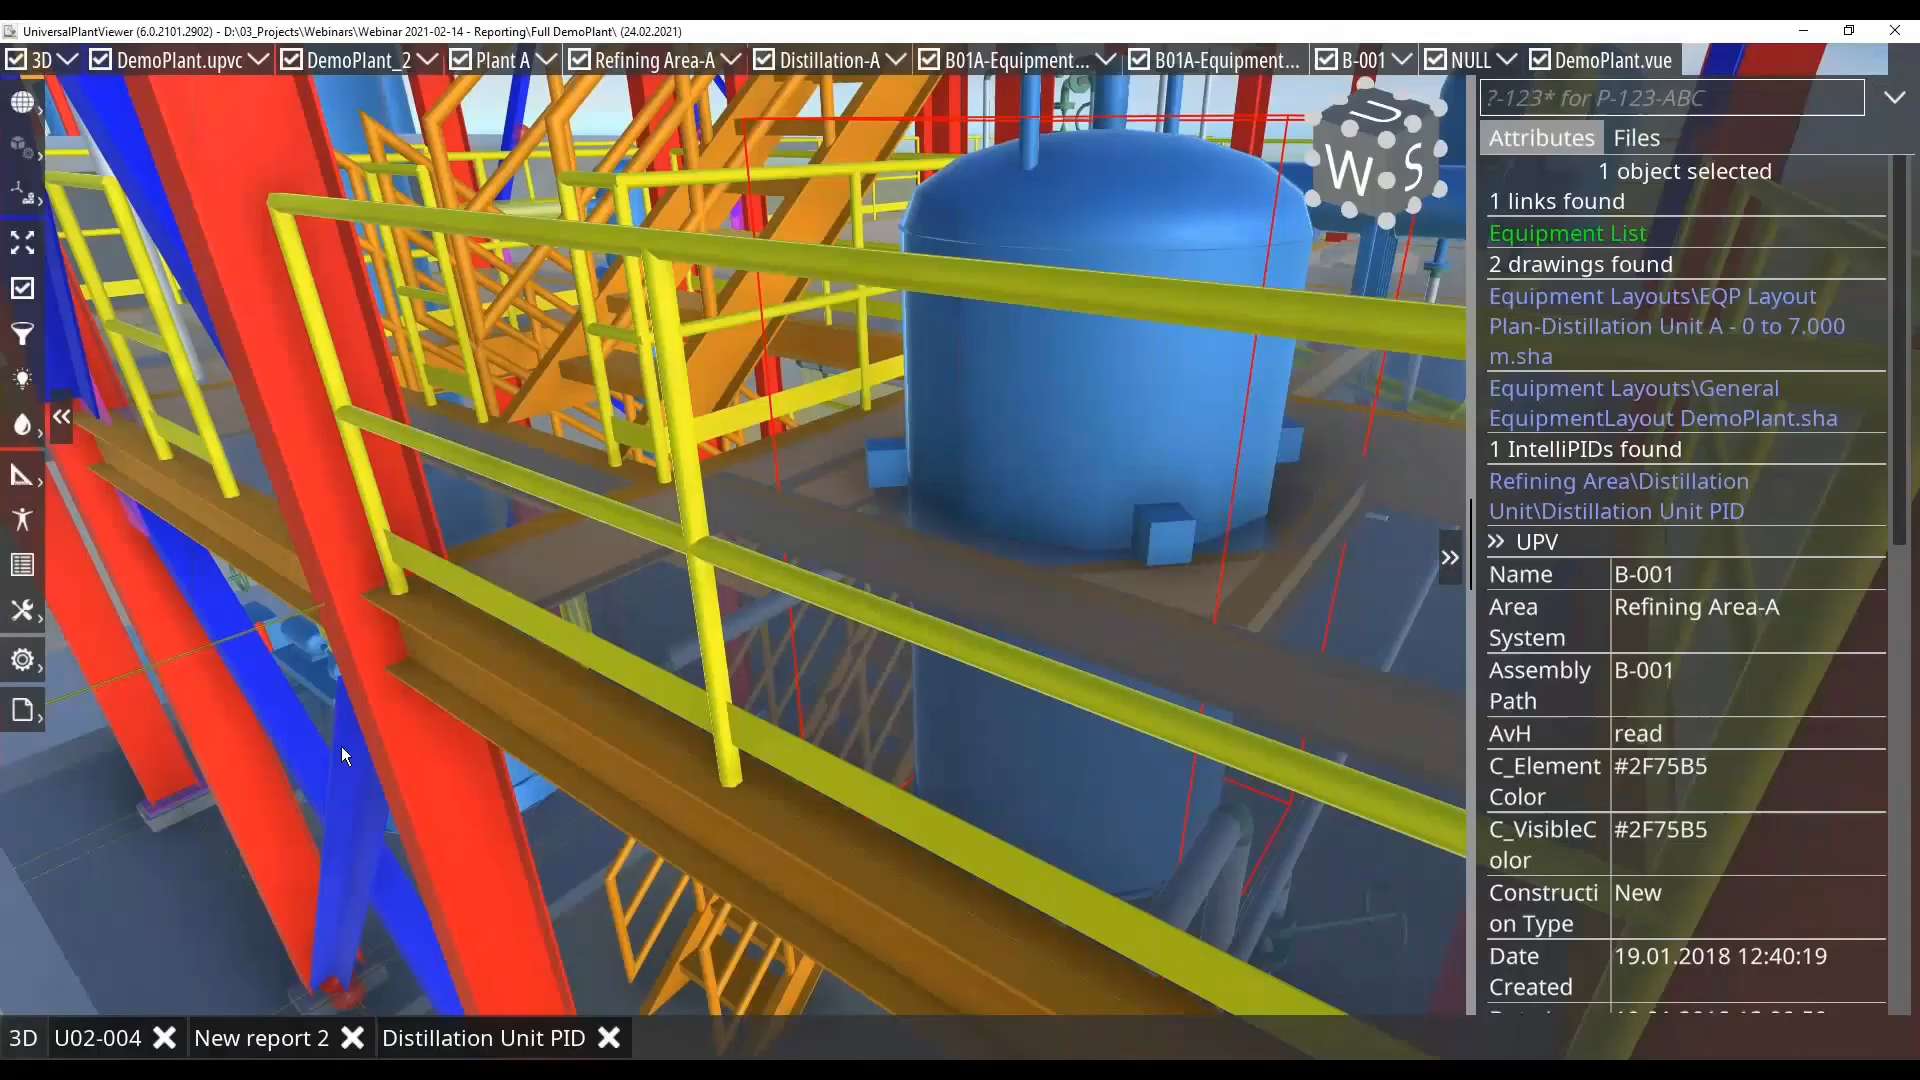 UniversalPlantViewer (6.0.2101.2902) - D:\03_Projects\Webinars\Webinar 2021-02-14 - Reporting\Full DemoPlant\ (24.02.2021)
3D DemoPlant.upvc DemoPlant_2 Plant A Refining Area-A Distillation-A B01A-Equipment... B01A-Equipment... B-001 NULL DemoPlant.vue
?-123* for P-123-ABC
U
W S
Attributes Files
1 object selected
1 links found
Equipment List
2 drawings found
Equipment Layouts\EQP Layout
Plan-Distillation Unit A - 0 to 7.000
m.sha
Equipment Layouts\General
EquipmentLayout DemoPlant.sha
1 IntelliPIDs found
Refining Area\Distillation
Unit\Distillation Unit PID
UPV
Name B-001
Area Refining Area-A
System
Assembly B-001
Path
AvH read
C_Element #2F75B5
Color
C_VisibleC #2F75B5
olor
Constructi New
on Type
Date 19.01.2018 12:40:19
Created
3D U02-004 New report 2 Distillation Unit PID